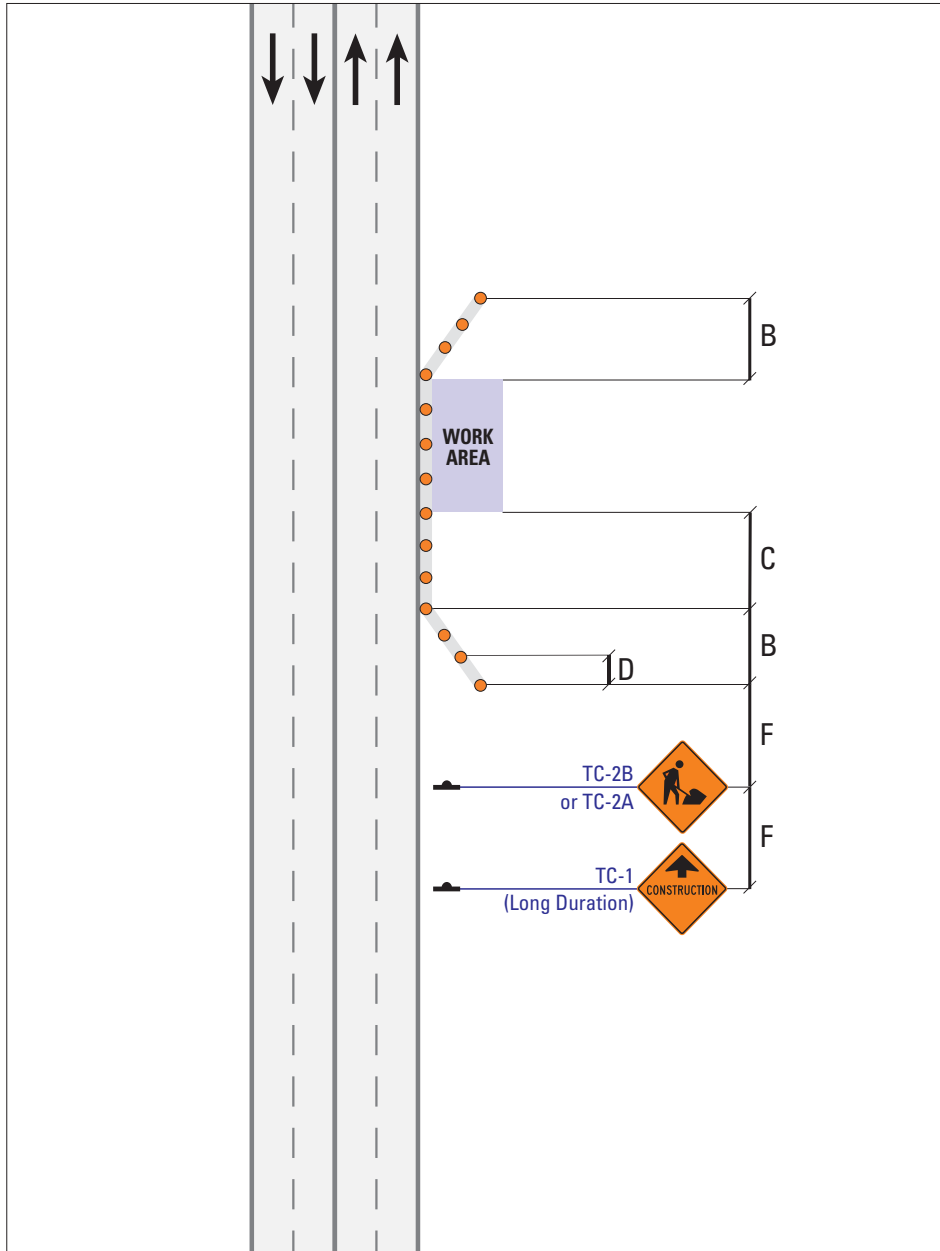 B
WORK
AREA
C
B
D
F
TC-2B
or TC-2A
F
TC-1
(Long Duration)
CONSTRUCTION